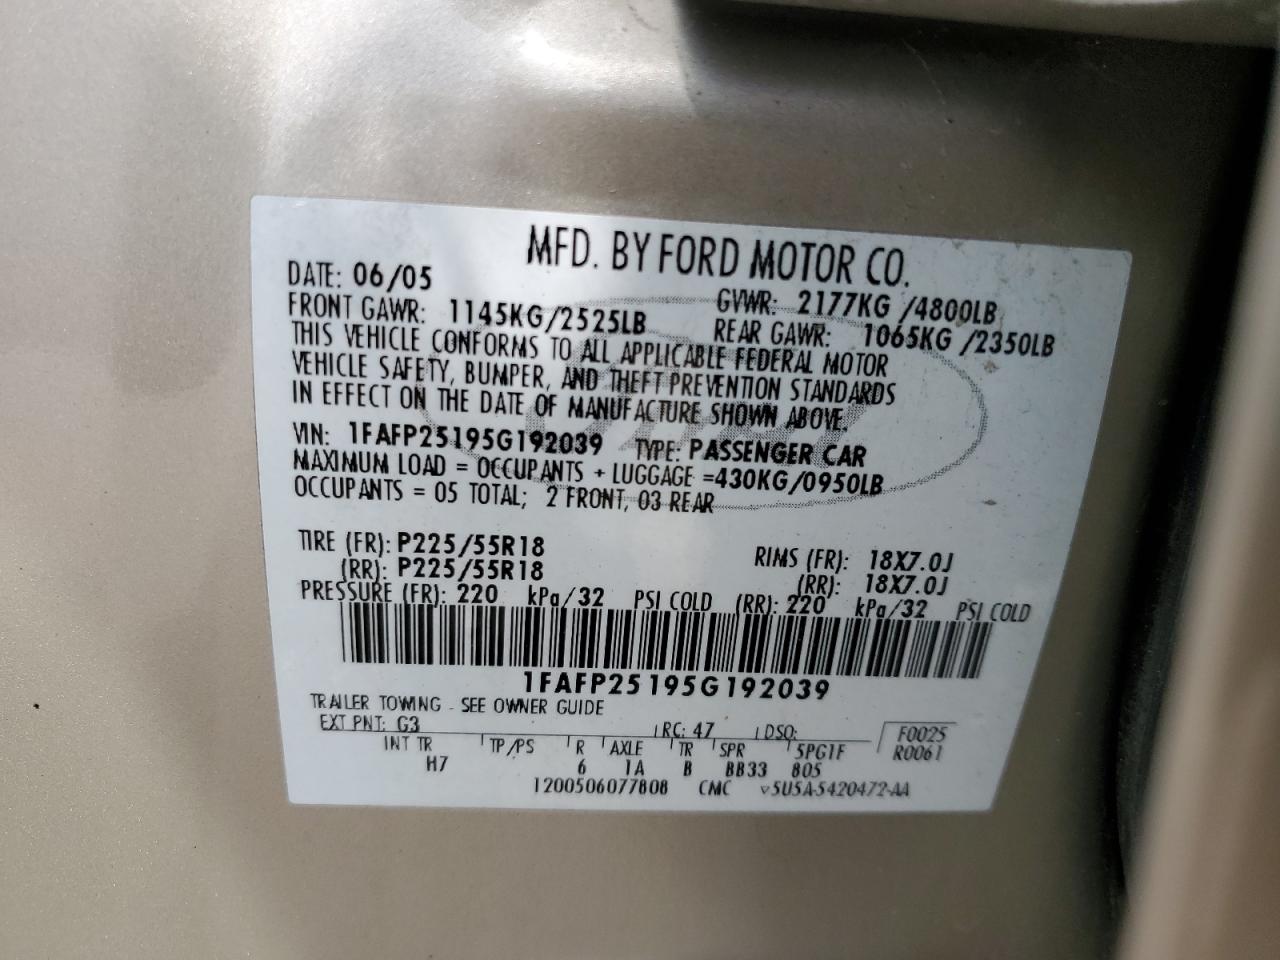 MFD. BY FORD MOTOR CO.
DATE: 06/05 GVWR: 2177KG /4800LB
FRONT GAWR: 1145KG/2525LB REAR GAWR: 1065KG /2350LB
THIS VEHICLE CONFORMS TO ALL APPLICABLE FEDERAL MOTOR
VEHICLE SAFETY, BUMPER, AND THEFT PREVENTION STANDARDS
IN EFFECT ON THE DATE OF MANUFACTURE SHOWN ABOVE.
VIN: 1FAFP25195G192039 TYPE: PASSENGER CAR
MAXIMUM LOAD = OCCUPANTS + LUGGAGE =430KG/0950LB
OCCUPANTS = 05 TOTAL; 2 FRONT, 03 REAR
TIRE (FR): P225/55R18 RIMS (FR): 18X7.0J
(RR): P225/55R18 (RR): 18X7.0J
PRESSURE (FR): 220 kPa/32 PSI COLD (RR): 220 kPa/32 PSI COLD
1FAFP25195G192039
TRAILER TOWING - SEE OWNER GUIDE
EXT PNT: G3 RC: 47 DSO: F0025
INT TR TP/PS R AXLE TR SPR 5PG1F R0061
H7 6 1A B BB33 805
1200506077808 CMC v5U5A-5420472-AA